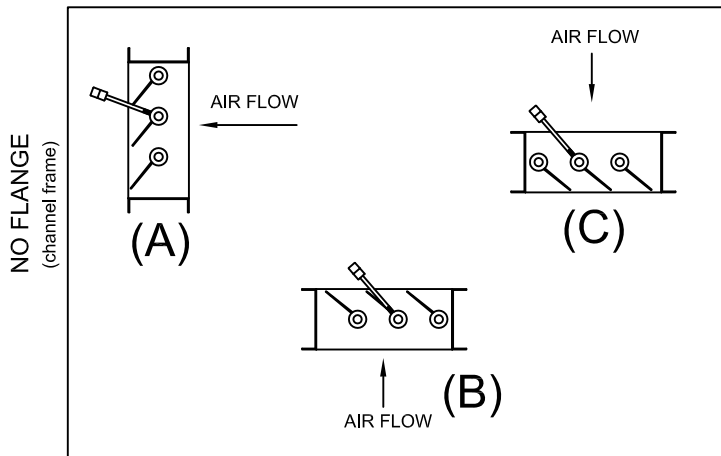 NO FLANGE
(channel frame)
AIR FLOW
(A)
AIR FLOW
(C)
AIR FLOW
(B)